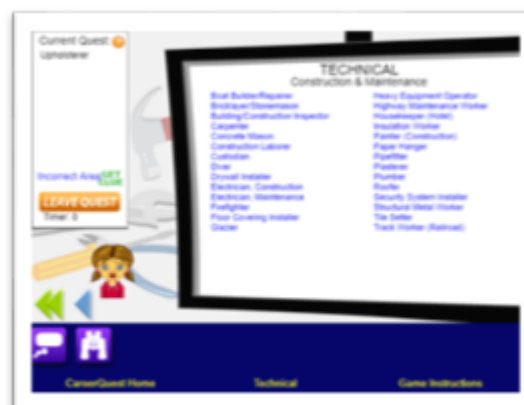 Current Quest:
Upholsterer
Incorrect Area
GET
CLUE
LEAVE QUEST
Timer: 0
TECHNICAL
Construction & Maintenance
Boat Builder/Repairer
Bricklayer/Stonemason
Building/Construction Inspector
Carpenter
Concrete Mason
Construction Laborer
Custodian
Diver
Drywall Installer
Electrician, Construction
Electrician, Maintenance
Firefighter
Floor Covering Installer
Glazier
Heavy Equipment Operator
Highway Maintenance Worker
Housekeeper (Hotel)
Insulation Worker
Painter (Construction)
Paper Hanger
Pipefitter
Plasterer
Plumber
Roofer
Security System Installer
Structural Metal Worker
Tile Setter
Track Worker (Railroad)
CareerQuest Home
Technical
Game Instructions